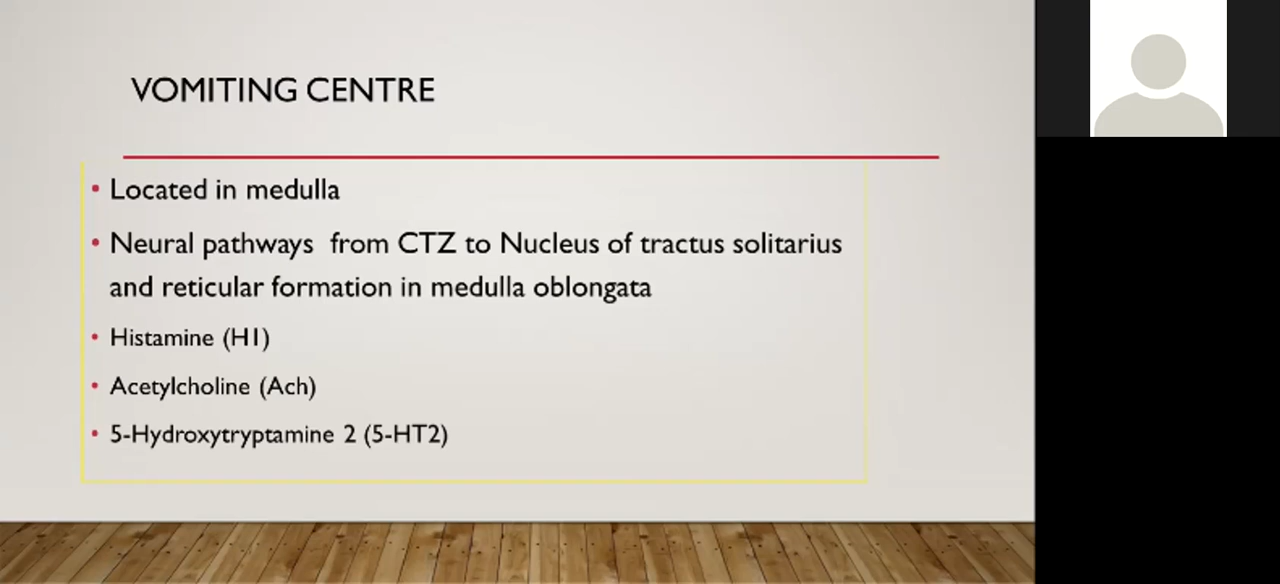 VOMITING CENTRE
• Located in medulla
• Neural pathways from CTZ to Nucleus of tractus solitarius
and reticular formation in medulla oblongata
• Histamine (H1)
• Acetylcholine (Ach)
• 5-Hydroxytryptamine 2 (5-HT2)